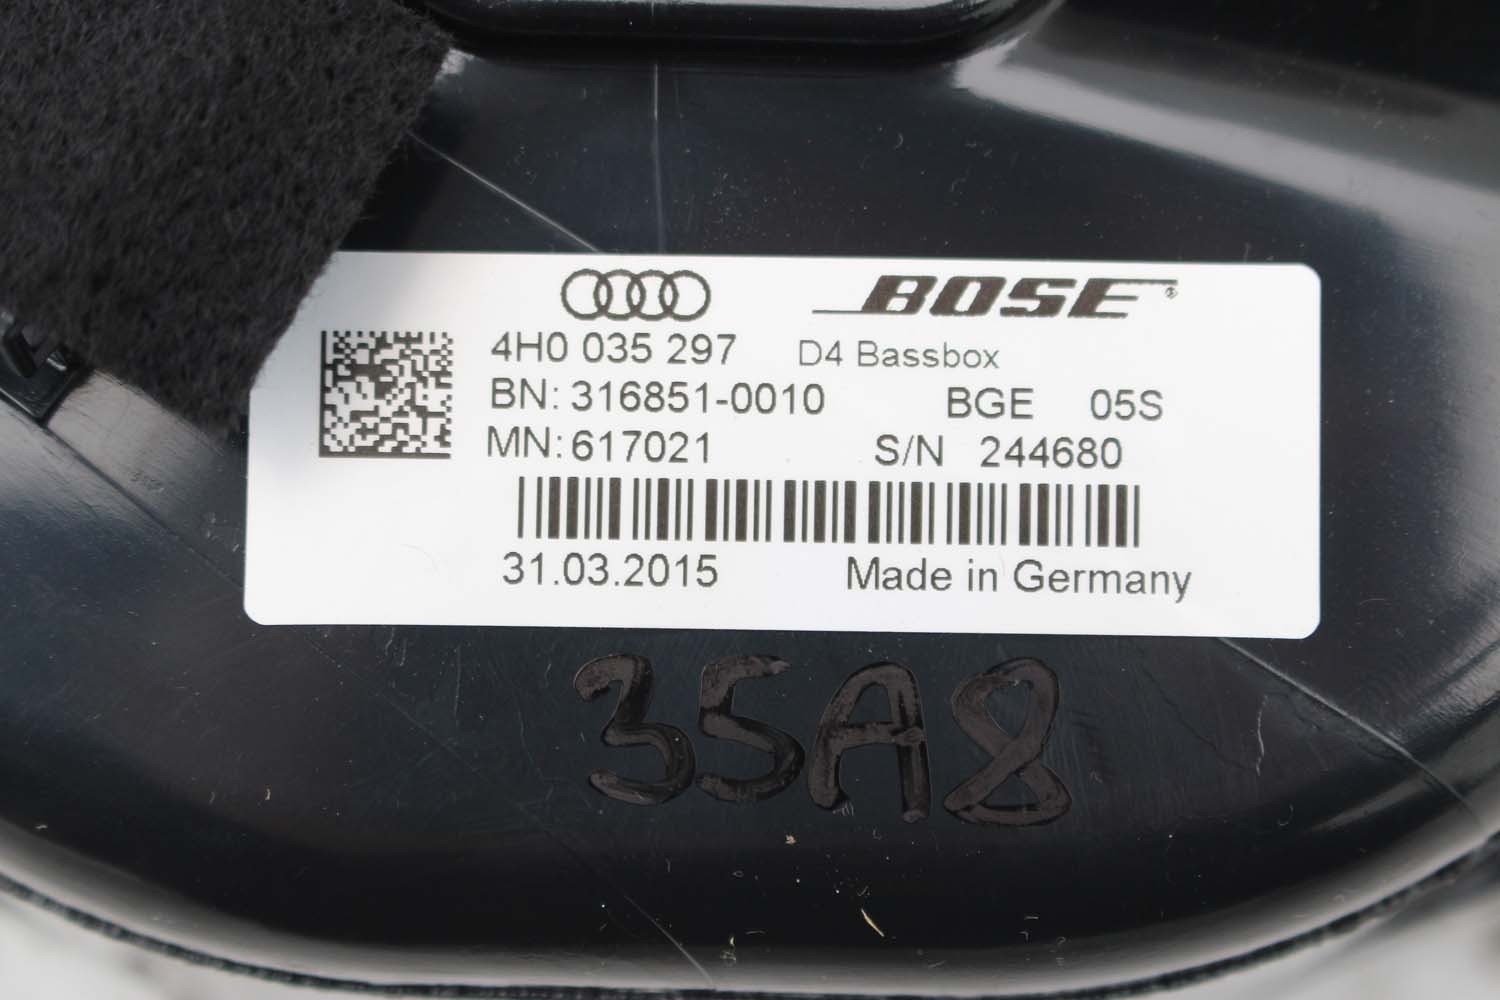 BOSE®
4H0 035 297 D4 Bassbox
BN: 316851-0010 BGE 05S
MN: 617021 S/N 244680
31.03.2015 Made in Germany
35A8